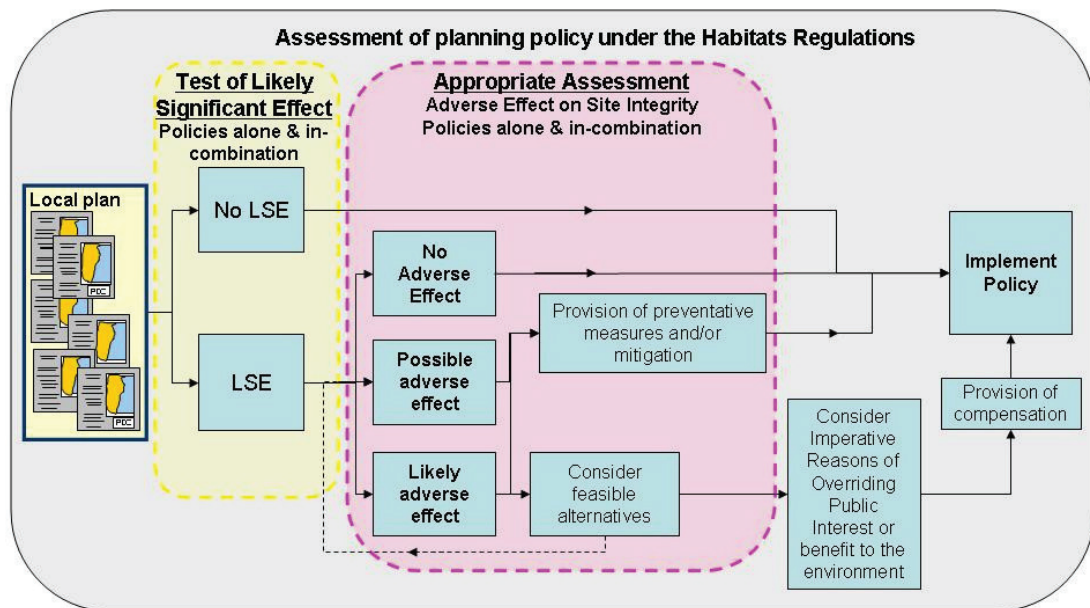 Assessment of planning policy under the Habitats Regulations
Test of Likely
Significant Effect
Policies alone & in-
combination
Appropriate Assessment
Adverse Effect on Site Integrity
Policies alone & in-combination
Local plan
PDC
PDC
No LSE
LSE
No
Adverse
Effect
Possible
adverse
effect
Likely
adverse
effect
Provision of preventative
measures and/or
mitigation
Consider
feasible
alternatives
Consider
Imperative
Reasons of
Overriding
Public
Interest or
benefit to the
environment
Implement
Policy
Provision of
compensation